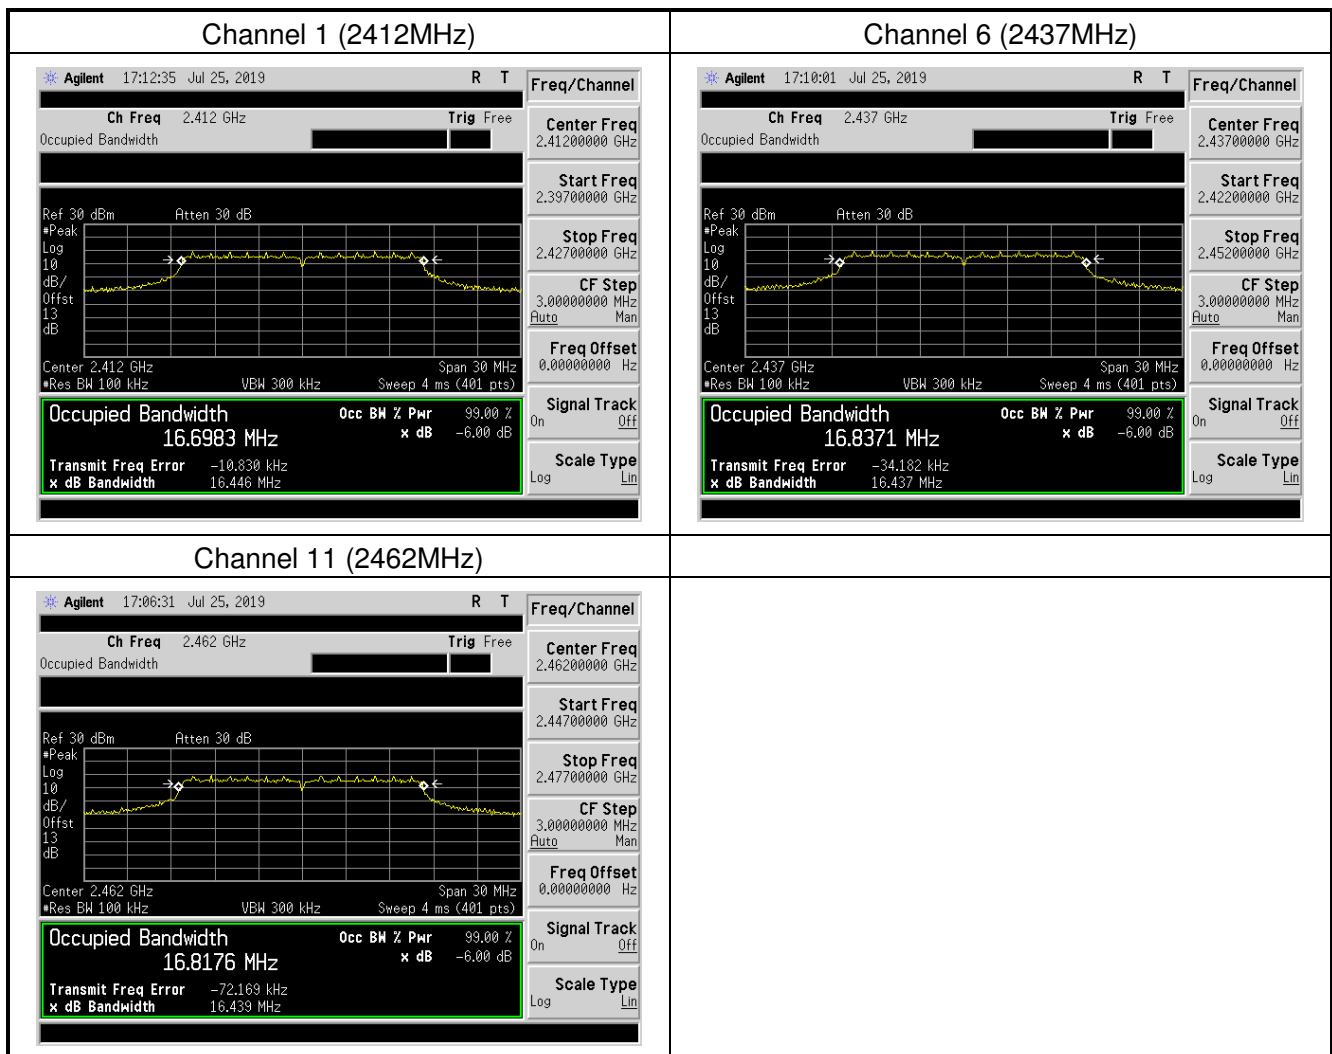 Channel 1 (2412MHz)
Agilent 17:12:35 Jul 25, 2019 R T
Freq/Channel
Ch Freq 2.412 GHz Trig Free
Occupied Bandwidth
Center Freq
2.41200000 GHz
Start Freq
2.39700000 GHz
Stop Freq
2.42700000 GHz
CF Step
3.00000000 MHz
Auto Man
Freq Offset
0.00000000 Hz
Signal Track
On Off
Scale Type
Log Lin
Ref 30 dBm Atten 30 dB
#Peak
Log
10
dB/
Offst
13
dB
Center 2.412 GHz Span 30 MHz
#Res BW 100 kHz VBW 300 kHz Sweep 4 ms (401 pts)
Occupied Bandwidth Occ BW % Pwr 99.00 %
16.6983 MHz x dB -6.00 dB
Transmit Freq Error -10.830 kHz
x dB Bandwidth 16.446 MHz
Channel 6 (2437MHz)
Agilent 17:10:01 Jul 25, 2019 R T
Freq/Channel
Ch Freq 2.437 GHz Trig Free
Occupied Bandwidth
Center Freq
2.43700000 GHz
Start Freq
2.42200000 GHz
Stop Freq
2.45200000 GHz
CF Step
3.00000000 MHz
Auto Man
Freq Offset
0.00000000 Hz
Signal Track
On Off
Scale Type
Log Lin
Ref 30 dBm Atten 30 dB
#Peak
Log
10
dB/
Offst
13
dB
Center 2.437 GHz Span 30 MHz
#Res BW 100 kHz VBW 300 kHz Sweep 4 ms (401 pts)
Occupied Bandwidth Occ BW % Pwr 99.00 %
16.8371 MHz x dB -6.00 dB
Transmit Freq Error -34.182 kHz
x dB Bandwidth 16.437 MHz
Channel 11 (2462MHz)
Agilent 17:06:31 Jul 25, 2019 R T
Freq/Channel
Ch Freq 2.462 GHz Trig Free
Occupied Bandwidth
Center Freq
2.46200000 GHz
Start Freq
2.44700000 GHz
Stop Freq
2.47700000 GHz
CF Step
3.00000000 MHz
Auto Man
Freq Offset
0.00000000 Hz
Signal Track
On Off
Scale Type
Log Lin
Ref 30 dBm Atten 30 dB
#Peak
Log
10
dB/
Offst
13
dB
Center 2.462 GHz Span 30 MHz
#Res BW 100 kHz VBW 300 kHz Sweep 4 ms (401 pts)
Occupied Bandwidth Occ BW % Pwr 99.00 %
16.8176 MHz x dB -6.00 dB
Transmit Freq Error -72.169 kHz
x dB Bandwidth 16.439 MHz